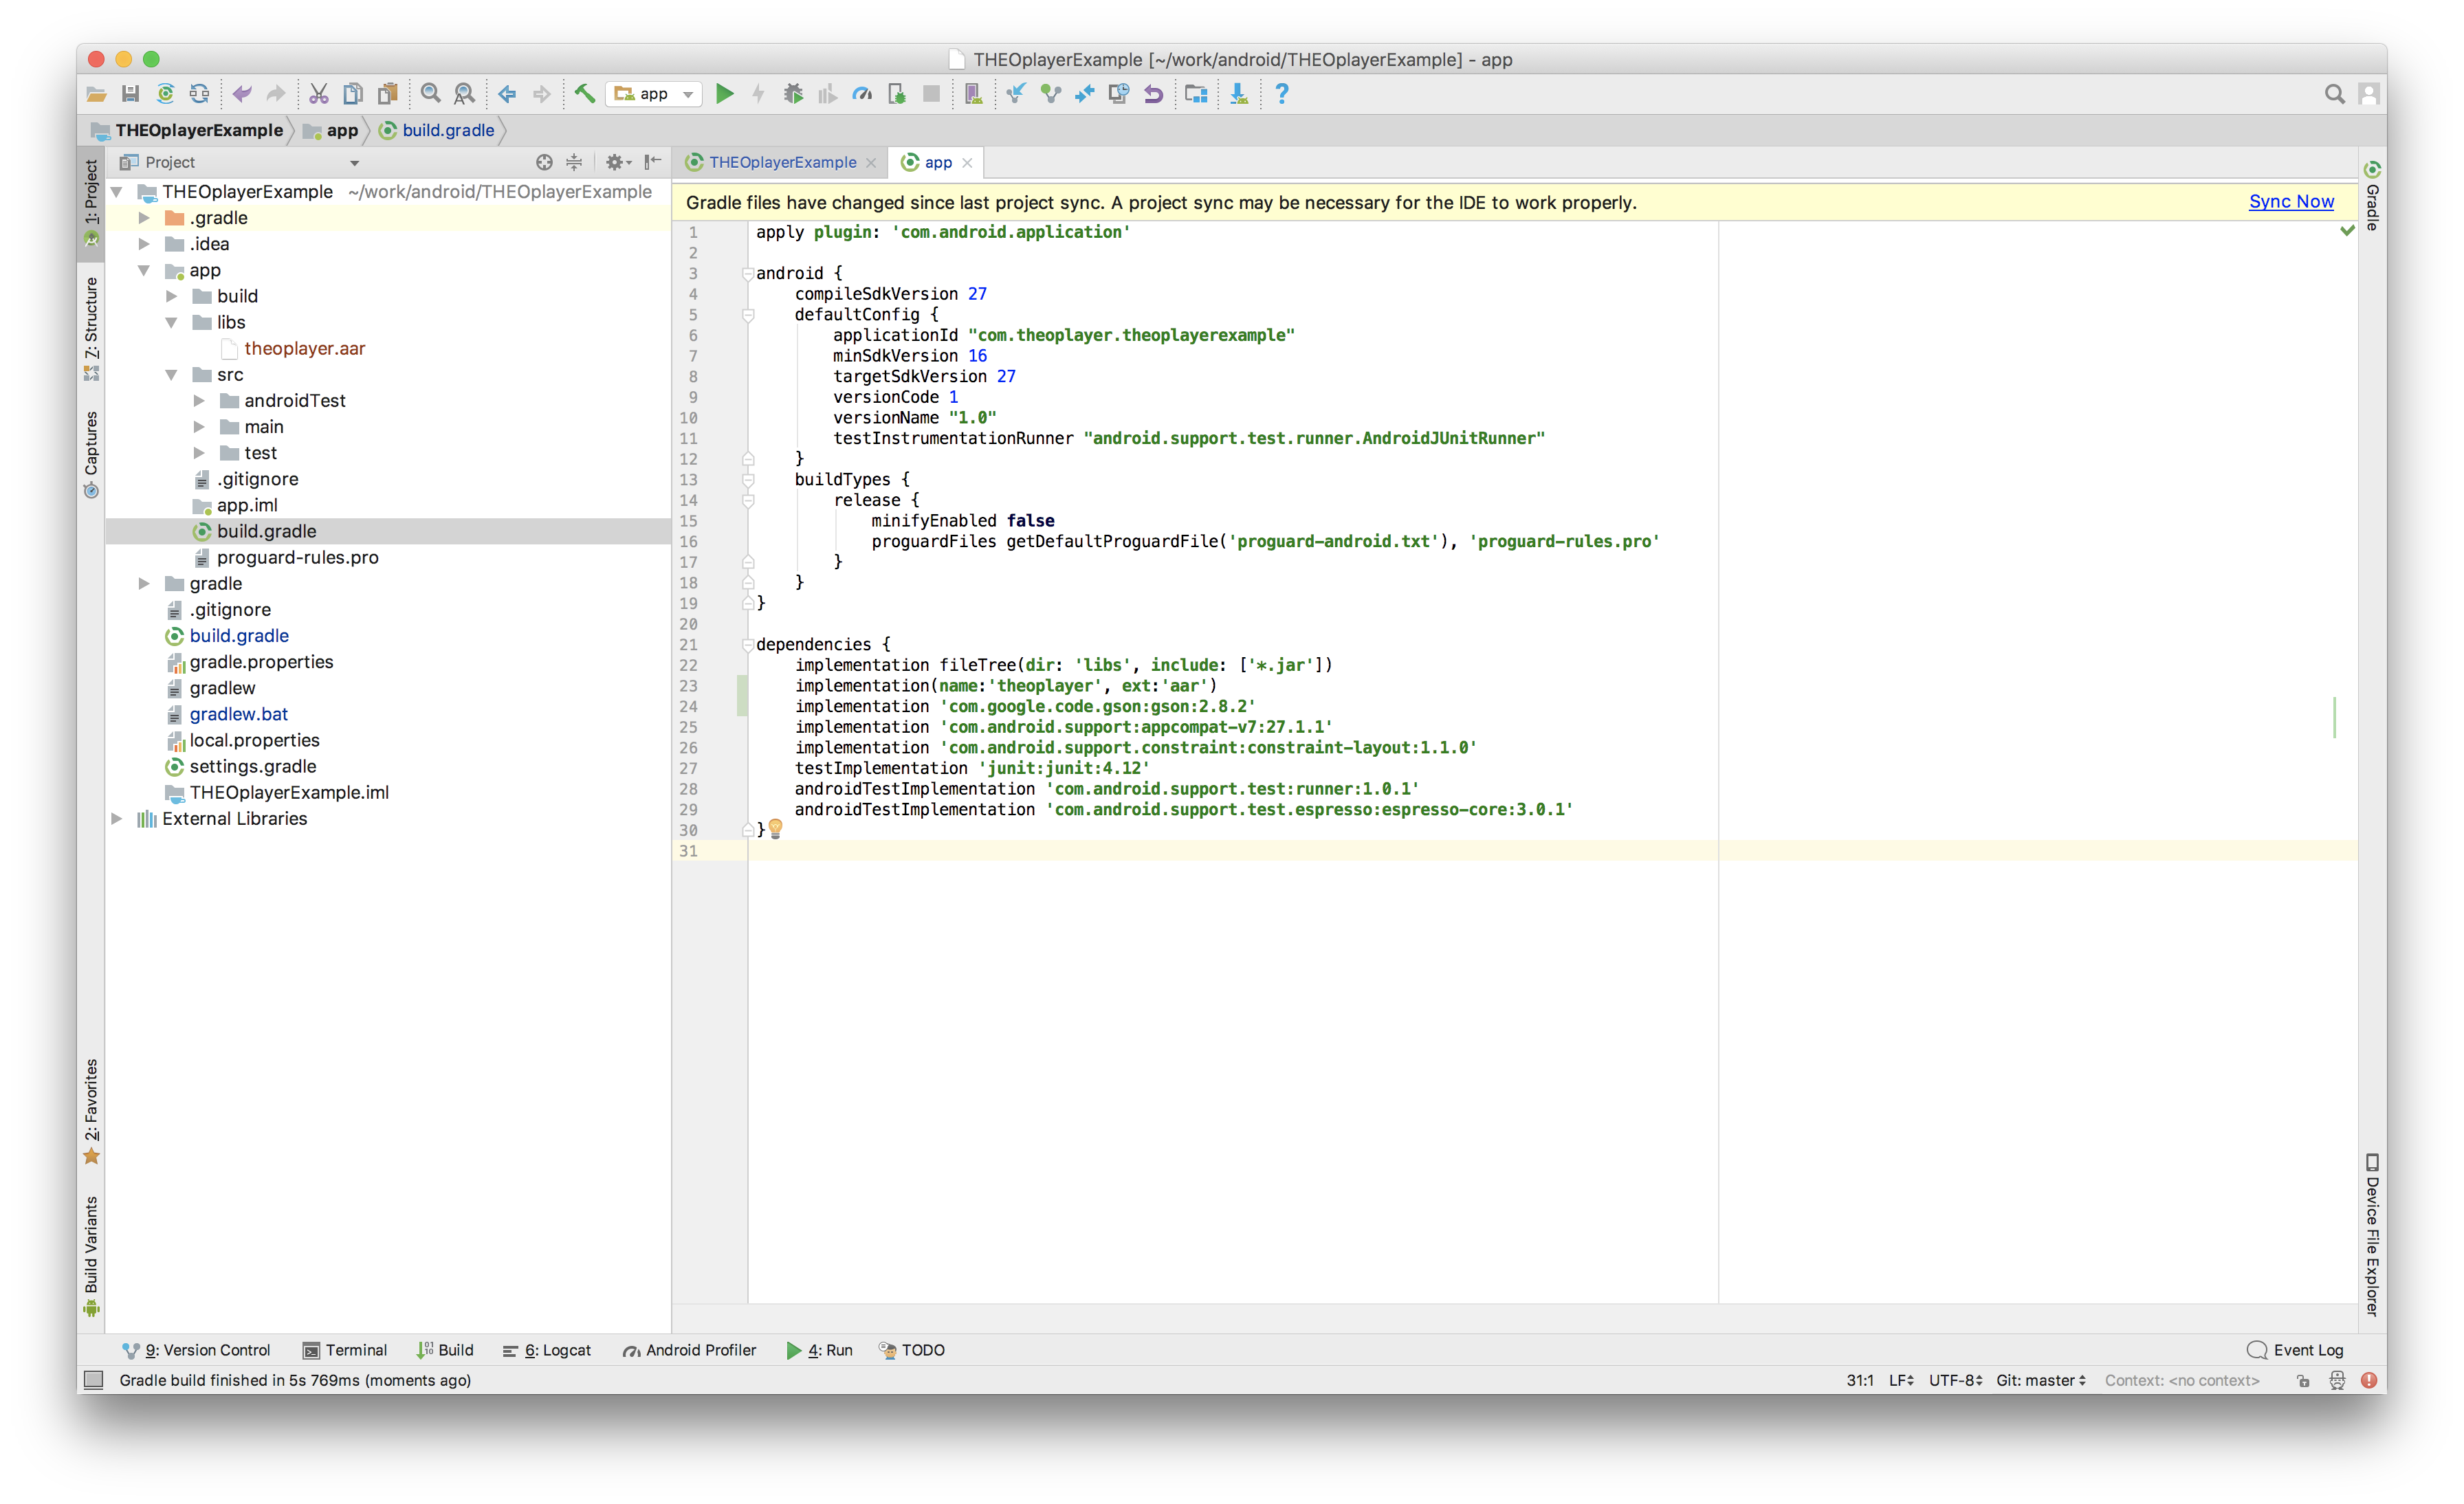 THEOplayerExample [~/work/android/THEOplayerExample] - app
app
THEOplayerExample app build.gradle
Project
THEOplayerExample ~/work/android/THEOplayerExample
.gradle
.idea
app
build
libs
theoplayer.aar
src
androidTest
main
test
.gitignore
app.iml
build.gradle
proguard-rules.pro
gradle
.gitignore
build.gradle
gradle.properties
gradlew
gradlew.bat
local.properties
settings.gradle
THEOplayerExample.iml
External Libraries
1: Project
Z: Structure
Captures
2: Favorites
Build Variants
THEOplayerExample app
Gradle files have changed since last project sync. A project sync may be necessary for the IDE to work properly. Sync Now
1 apply plugin: 'com.android.application'
2
3 android {
4 compileSdkVersion 27
5 defaultConfig {
6 applicationId "com.theoplayer.theoplayerexample"
7 minSdkVersion 16
8 targetSdkVersion 27
9 versionCode 1
10 versionName "1.0"
11 testInstrumentationRunner "android.support.test.runner.AndroidJUnitRunner"
12 }
13 buildTypes {
14 release {
15 minifyEnabled false
16 proguardFiles getDefaultProguardFile('proguard-android.txt'), 'proguard-rules.pro'
17 }
18 }
19 }
20
21 dependencies {
22 implementation fileTree(dir: 'libs', include: ['*.jar'])
23 implementation(name:'theoplayer', ext:'aar')
24 implementation 'com.google.code.gson:gson:2.8.2'
25 implementation 'com.android.support:appcompat-v7:27.1.1'
26 implementation 'com.android.support.constraint:constraint-layout:1.1.0'
27 testImplementation 'junit:junit:4.12'
28 androidTestImplementation 'com.android.support.test:runner:1.0.1'
29 androidTestImplementation 'com.android.support.test.espresso:espresso-core:3.0.1'
30 }
31
Gradle
Device File Explorer
9: Version Control Terminal Build 6: Logcat Android Profiler 4: Run TODO Event Log
Gradle build finished in 5s 769ms (moments ago) 31:1 LF UTF-8 Git: master Context: <no context>